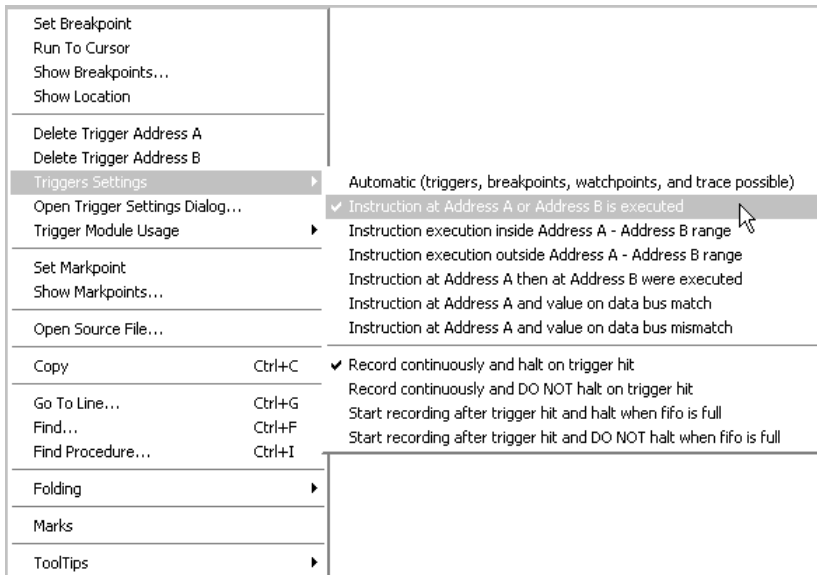 Set Breakpoint
Run To Cursor
Show Breakpoints...
Show Location
Delete Trigger Address A
Delete Trigger Address B
Triggers Settings
Open Trigger Settings Dialog...
Trigger Module Usage
Set Markpoint
Show Markpoints...
Open Source File...
Copy Ctrl+C
Go To Line... Ctrl+G
Find... Ctrl+F
Find Procedure... Ctrl+I
Folding
Marks
ToolTips
Automatic (triggers, breakpoints, watchpoints, and trace possible)
Instruction at Address A or Address B is executed
Instruction execution inside Address A - Address B range
Instruction execution outside Address A - Address B range
Instruction at Address A then at Address B were executed
Instruction at Address A and value on data bus match
Instruction at Address A and value on data bus mismatch
Record continuously and halt on trigger hit
Record continuously and DO NOT halt on trigger hit
Start recording after trigger hit and halt when fifo is full
Start recording after trigger hit and DO NOT halt when fifo is full